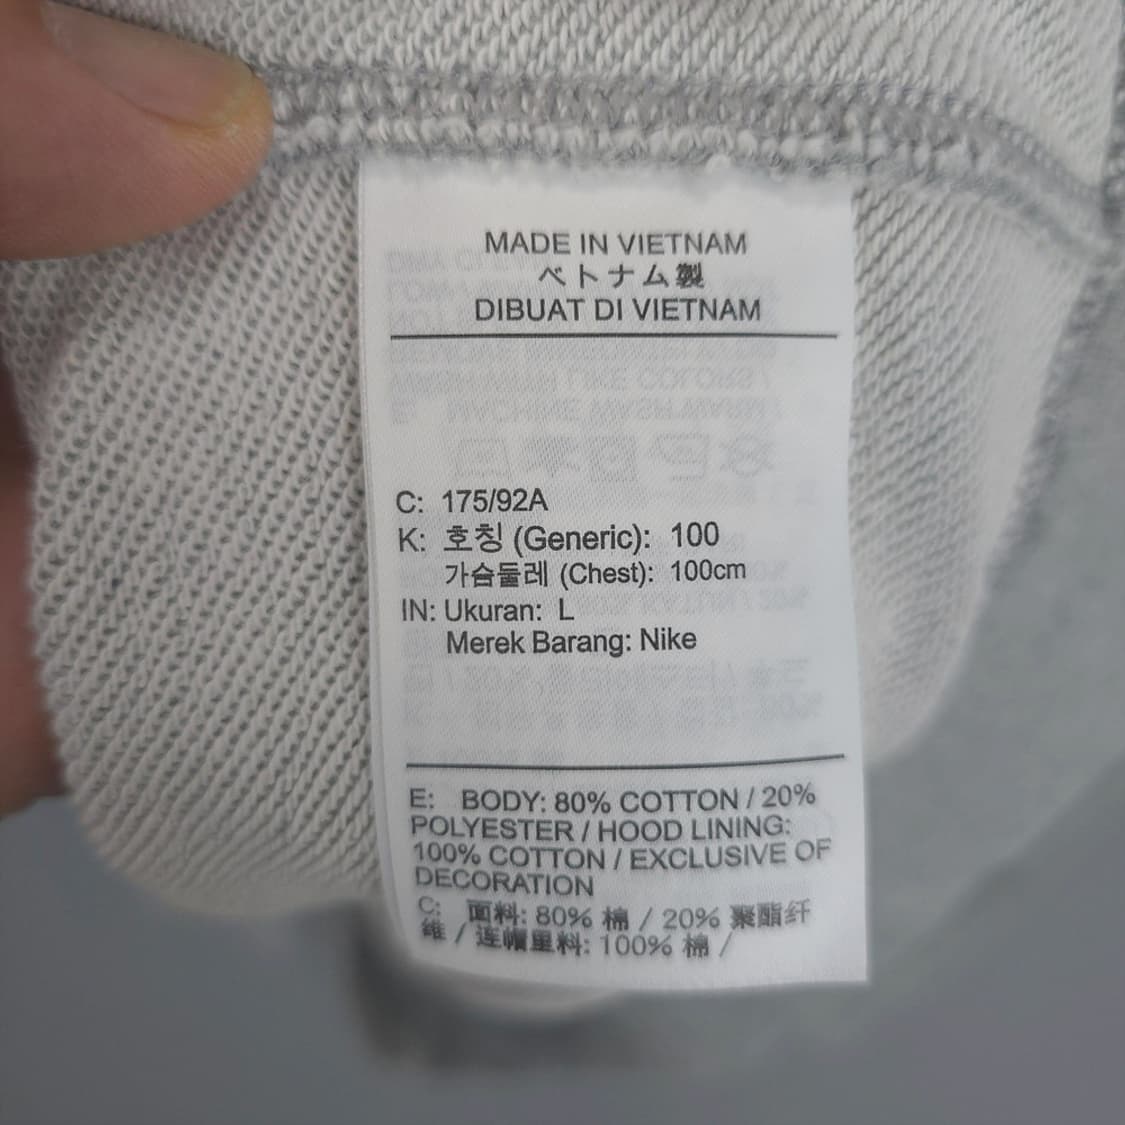 MADE IN VIETNAM
ベトナム製
DIBUAT DI VIETNAM
C: 175/92A
K: 호칭 (Generic): 100
가슴둘레 (Chest): 100cm
IN: Ukuran: L
Merek Barang: Nike
E: BODY: 80% COTTON / 20%
POLYESTER / HOOD LINING:
100% COTTON / EXCLUSIVE OF
DECORATION
C: 面料: 80% 棉 / 20% 聚酯纤
维 / 连帽里料: 100% 棉 /